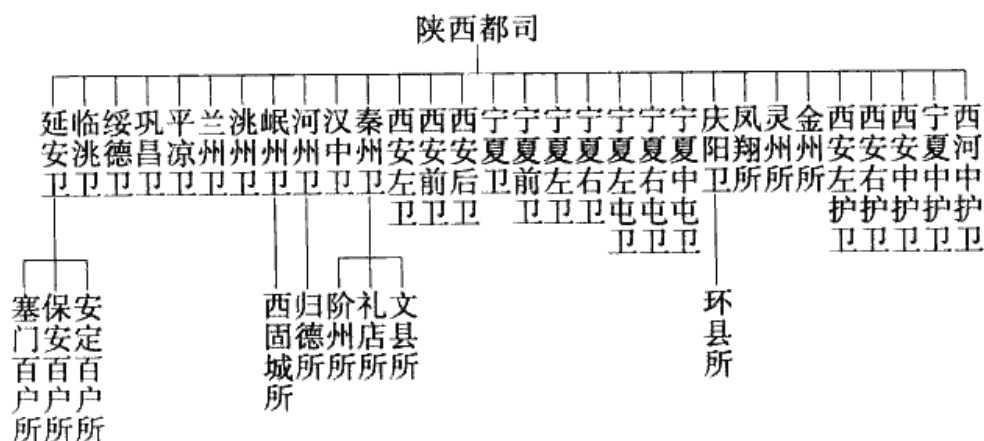 陕西都司
延安卫
临洮卫
绥德卫
巩昌卫
平凉卫
兰州卫
洮州卫
岷州卫
河州卫
汉中卫
秦州卫
西安左卫
西安前卫
西安后卫
宁夏卫
宁夏前卫
宁夏左卫
宁夏右卫
宁夏左屯卫
宁夏右屯卫
宁夏中屯卫
庆阳卫
凤翔所
灵州所
金州所
西安左护卫
西安右护卫
西安中护卫
宁夏中护卫
西河中护卫
塞门百户所
保安百户所
安定百户所
西固城所
归德所
阶州所
礼店所
文县所
环县所